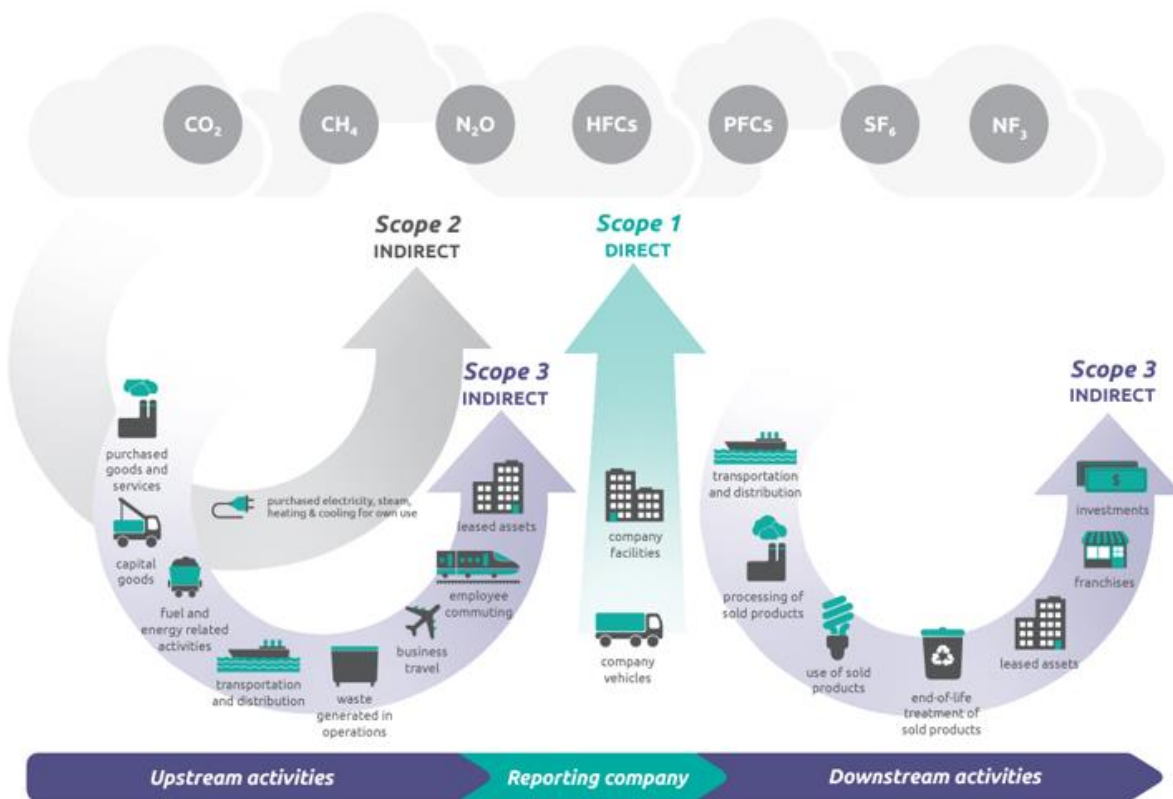 CO₂
CH₄
N₂O
HFCs
PFCs
SF₆
NF₃
Scope 2
INDIRECT
Scope 1
DIRECT
Scope 3
INDIRECT
Scope 3
INDIRECT
purchased
goods and
services
capital
goods
fuel and
energy related
activities
purchased electricity, steam,
heating & cooling for own use
transportation
and distribution
waste
generated in
operations
business
travel
employee
commuting
leased assets
company
facilities
company
vehicles
transportation
and distribution
processing of
sold products
use of sold
products
end-of-life
treatment of
sold products
leased assets
franchises
$
investments
Upstream activities
Reporting company
Downstream activities